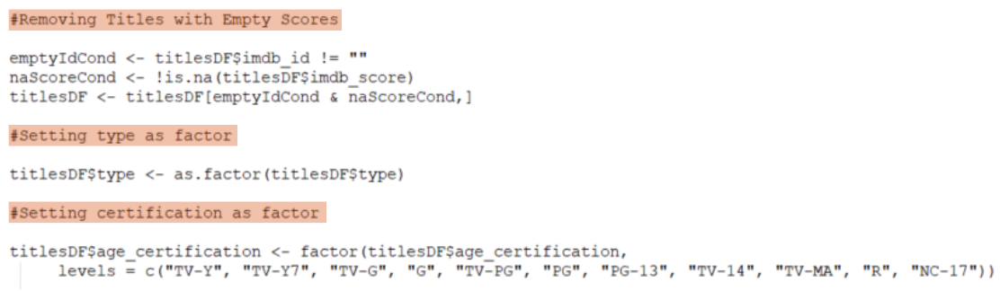 #Removing Titles with Empty Scores
emptyIdCond <- titlesDF$imdb_id != ""
naScoreCond <- !is.na(titlesDF$imdb_score)
titlesDF <- titlesDF[emptyIdCond & naScoreCond,]
#Setting type as factor
titlesDF$type <- as.factor(titlesDF$type)
#Setting certification as factor
titlesDF$age_certification <- factor(titlesDF$age_certification,
levels = c("TV-Y", "TV-Y7", "TV-G", "G", "TV-PG", "PG", "PG-13", "TV-14", "TV-MA", "R", "NC-17"))